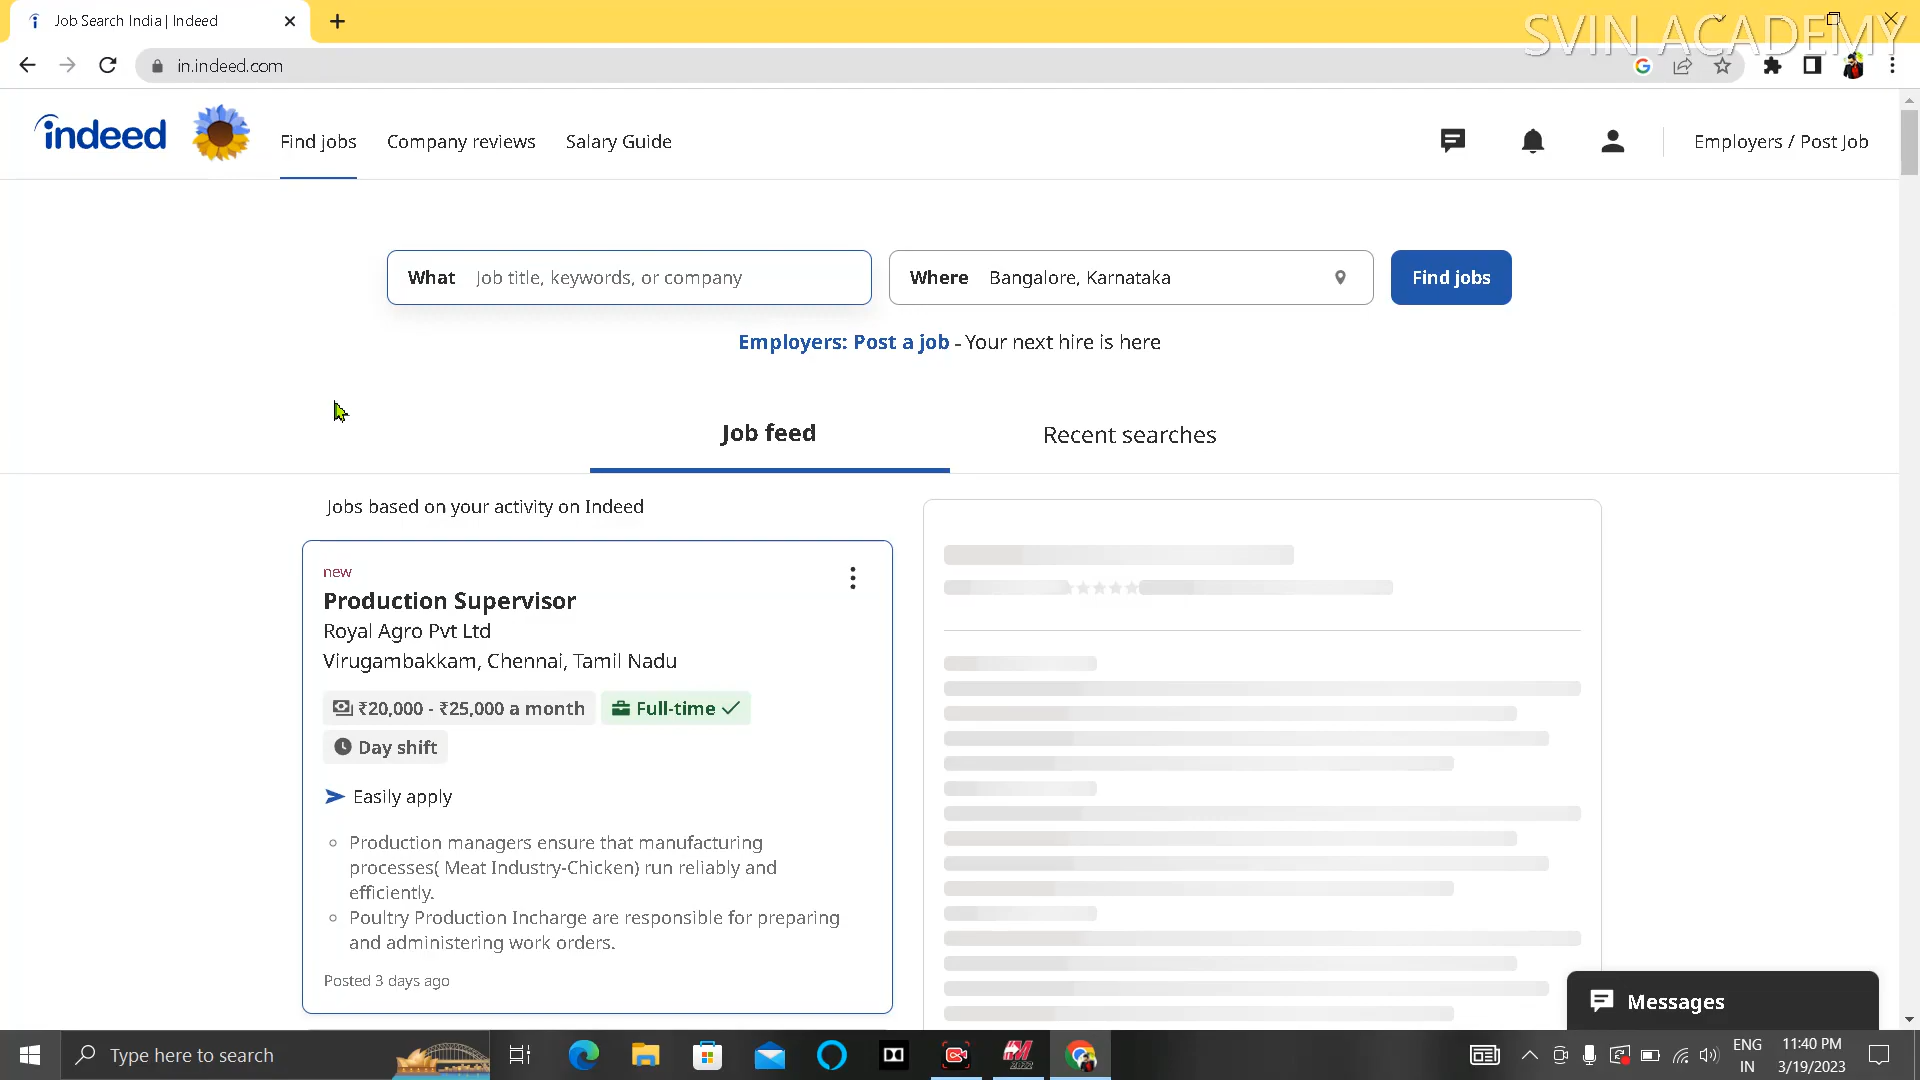 Job Search India | Indeed
SVIN ACADEMY
in.indeed.com
indeed
Find jobs
Company reviews
Salary Guide
Employers / Post Job
What
Job title, keywords, or company
Where
Bangalore, Karnataka
Find jobs
Employers: Post a job - Your next hire is here
Job feed
Recent searches
Jobs based on your activity on Indeed
new
Production Supervisor
Royal Agro Pvt Ltd
Virugambakkam, Chennai, Tamil Nadu
₹20,000 - ₹25,000 a month
Full-time
Day shift
Easily apply
Production managers ensure that manufacturing
processes( Meat Industry-Chicken) run reliably and
efficiently.
Poultry Production Incharge are responsible for preparing
and administering work orders.
Posted 3 days ago
Messages
Type here to search
2022
ENG
IN
11:40 PM
3/19/2023